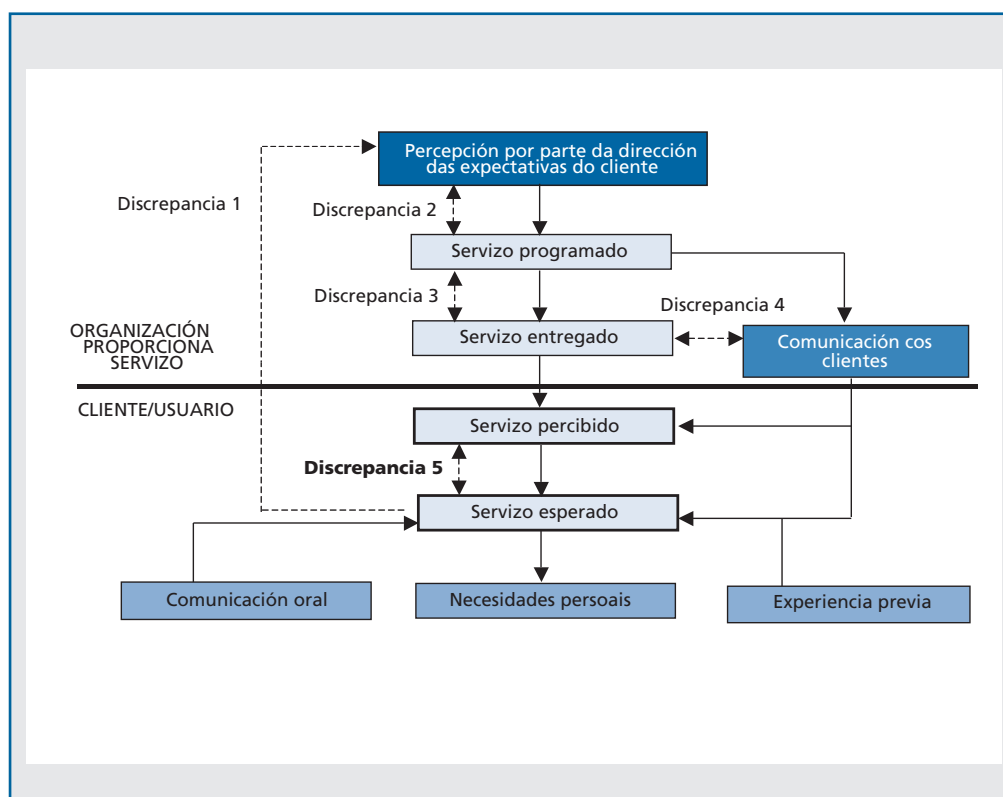 Percepción por parte da dirección
das expectativas do cliente
Discrepancia 1
Discrepancia 2
Servizo programado
Discrepancia 3
Discrepancia 4
ORGANIZACIÓN
PROPORCIONA
SERVIZO
Servizo entregado
Comunicación cos
clientes
CLIENTE/USUARIO
Servizo percibido
Discrepancia 5
Servizo esperado
Comunicación oral
Necesidades persoais
Experiencia previa